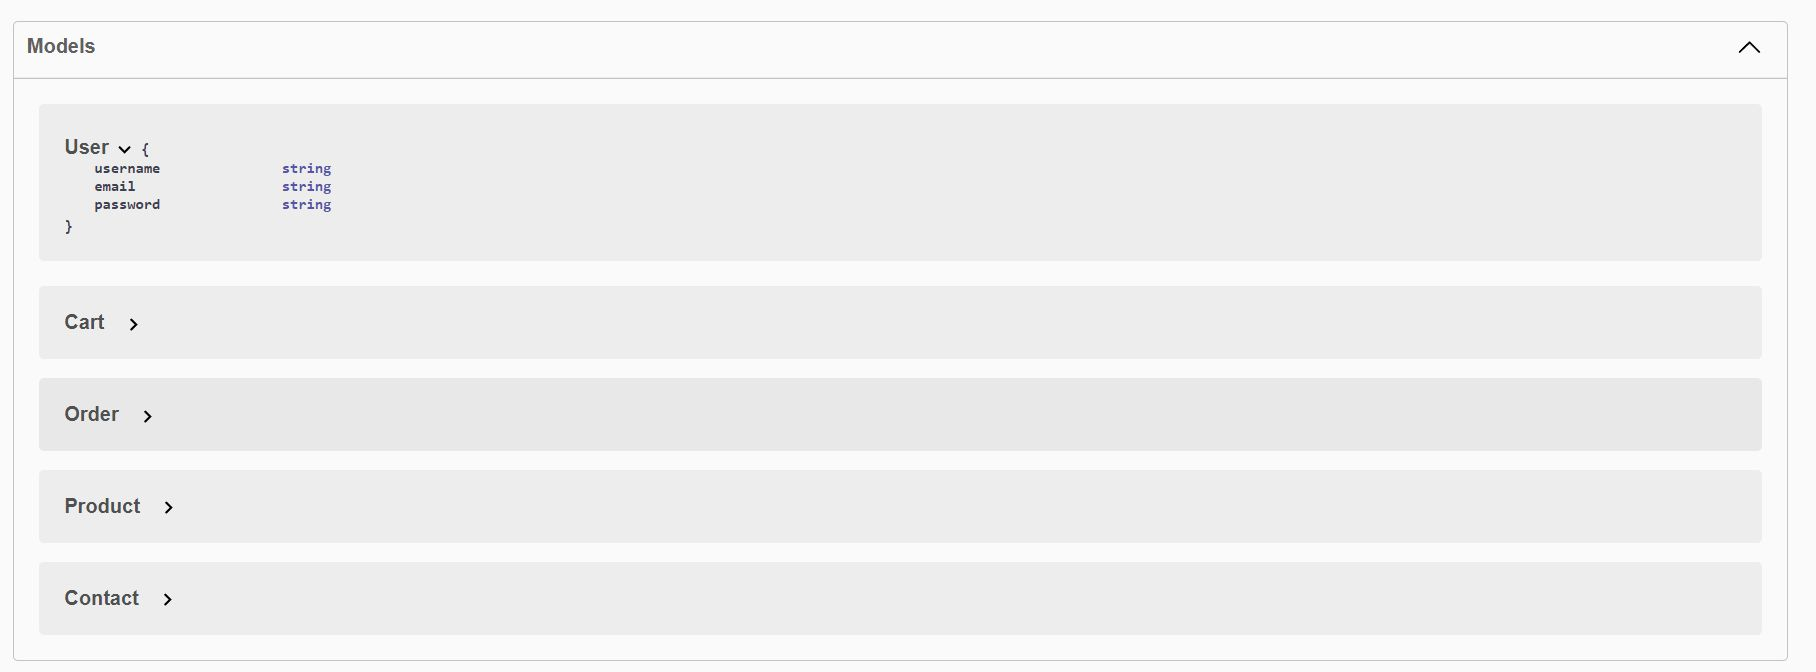 Models
User {
username string
email string
password string
}
Cart
Order
Product
Contact